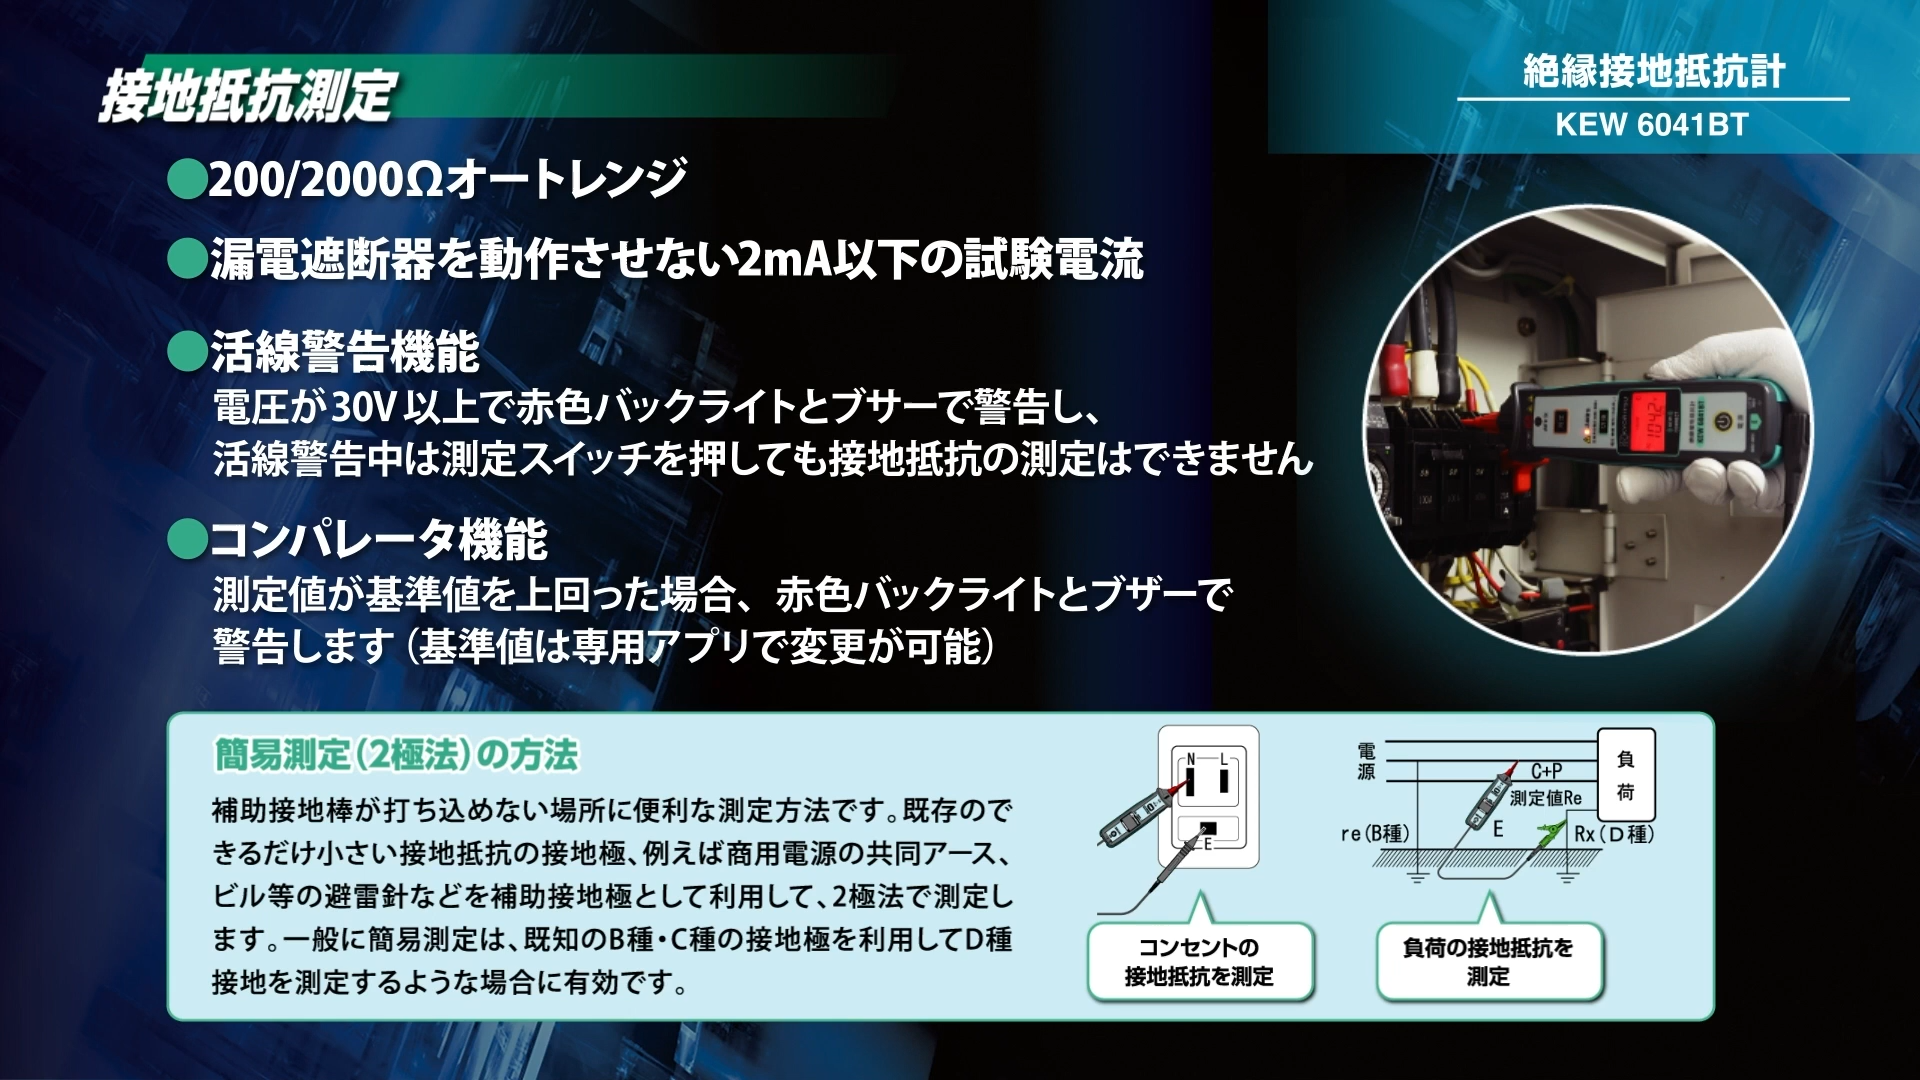 接地抵抗測定
絶縁接地抵抗計
KEW 6041BT
●200/2000Ωオートレンジ
●漏電遮断器を動作させない2mA以下の試験電流
●活線警告機能
電圧が30V以上で赤色バックライトとブザーで警告し、
活線警告中は測定スイッチを押しても接地抵抗の測定はできません
●コンパレータ機能
測定値が基準値を上回った場合、赤色バックライトとブザーで
警告します（基準値は専用アプリで変更が可能）
簡易測定（2極法）の方法
補助接地棒が打ち込めない場所に便利な測定方法です。既存ので
きるだけ小さい接地抵抗の接地極、例えば商用電源の共同アース、
ビル等の避雷針などを補助接地極として利用して、2極法で測定し
ます。一般に簡易測定は、既知のB種・C種の接地極を利用してD種
接地を測定するような場合に有効です。
N L
E
コンセントの
接地抵抗を測定
電源
負荷
C+P
測定値Re
E
re(B種)
Rx(D種)
負荷の接地抵抗を
測定